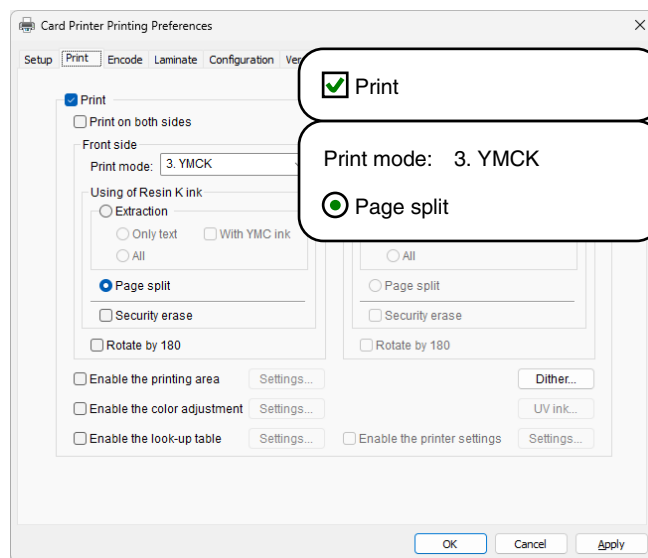 Card Printer Printing Preferences
Setup Print Encode Laminate Configuration Ver
Print
Print
Print on both sides
Front side
Print mode: 3. YMCK
Print mode: 3. YMCK
Page split
Using of Resin K ink
Extraction
Only text With YMC ink
All All
Page split Page split
Security erase Security erase
Rotate by 180 Rotate by 180
Enable the printing area Settings... Dither...
Enable the color adjustment Settings... UV ink...
Enable the look-up table Settings... Enable the printer settings Settings...
OK Cancel Apply